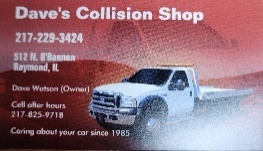 Dave's Collision Shop
217-229-3424
512 N. O'Bannon
Raymond, IL
Dave Watson (Owner)
Cell after hours
217-825-9718
Caring about your car since 1985